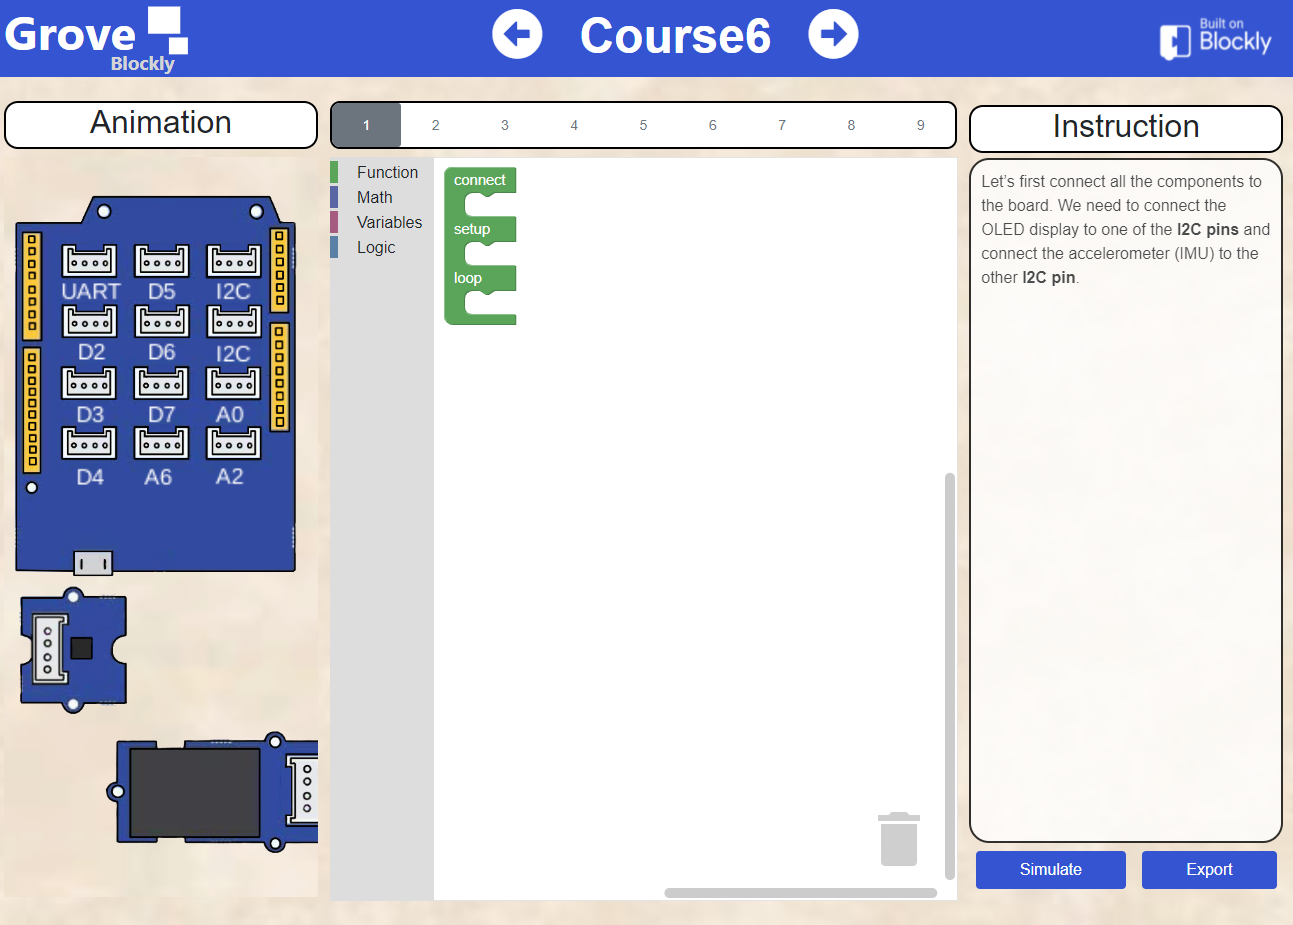 Grove
Blockly
Course6
Built on
Blockly
Animation
1 2 3 4 5 6 7 8 9
Instruction
UART D5 I2C
D2 D6 I2C
D3 D7 A0
D4 A6 A2
Function
Math
Variables
Logic
connect
setup
loop
Let's first connect all the components to
the board. We need to connect the
OLED display to one of the I2C pins and
connect the accelerometer (IMU) to the
other I2C pin.
Simulate
Export